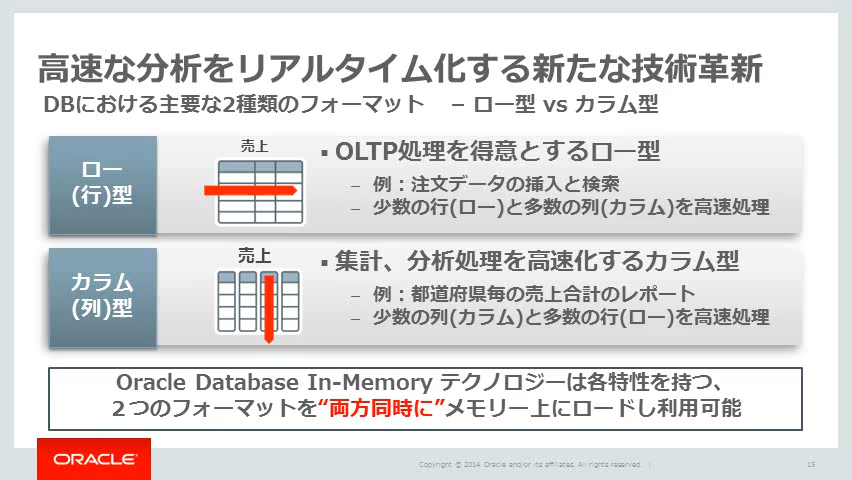 高速な分析をリアルタイム化する新たな技術革新
DBにおける主要な2種類のフォーマット – ロー型 vs カラム型
ロー
(行)型
売上
▪ OLTP処理を得意とするロー型
– 例：注文データの挿入と検索
– 少数の行(ロー)と多数の列(カラム)を高速処理
カラム
(列)型
売上
▪ 集計、分析処理を高速化するカラム型
– 例：都道府県毎の売上合計のレポート
– 少数の列(カラム)と多数の行(ロー)を高速処理
Oracle Database In-Memory テクノロジーは各特性を持つ、
２つのフォーマットを“両方同時に”メモリー上にロードし利用可能
ORACLE
Copyright © 2014 Oracle and/or its affiliates. All rights reserved. |
15